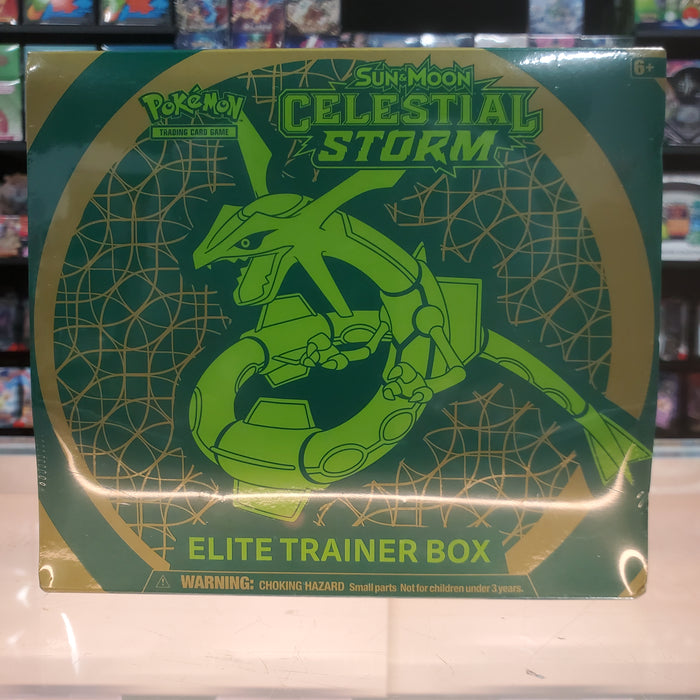 6+
SUN & MOON
POKéMON
TRADING CARD GAME
CELESTIAL
STORM
ELITE TRAINER BOX
WARNING: CHOKING HAZARD Small parts Not for children under 3 years.